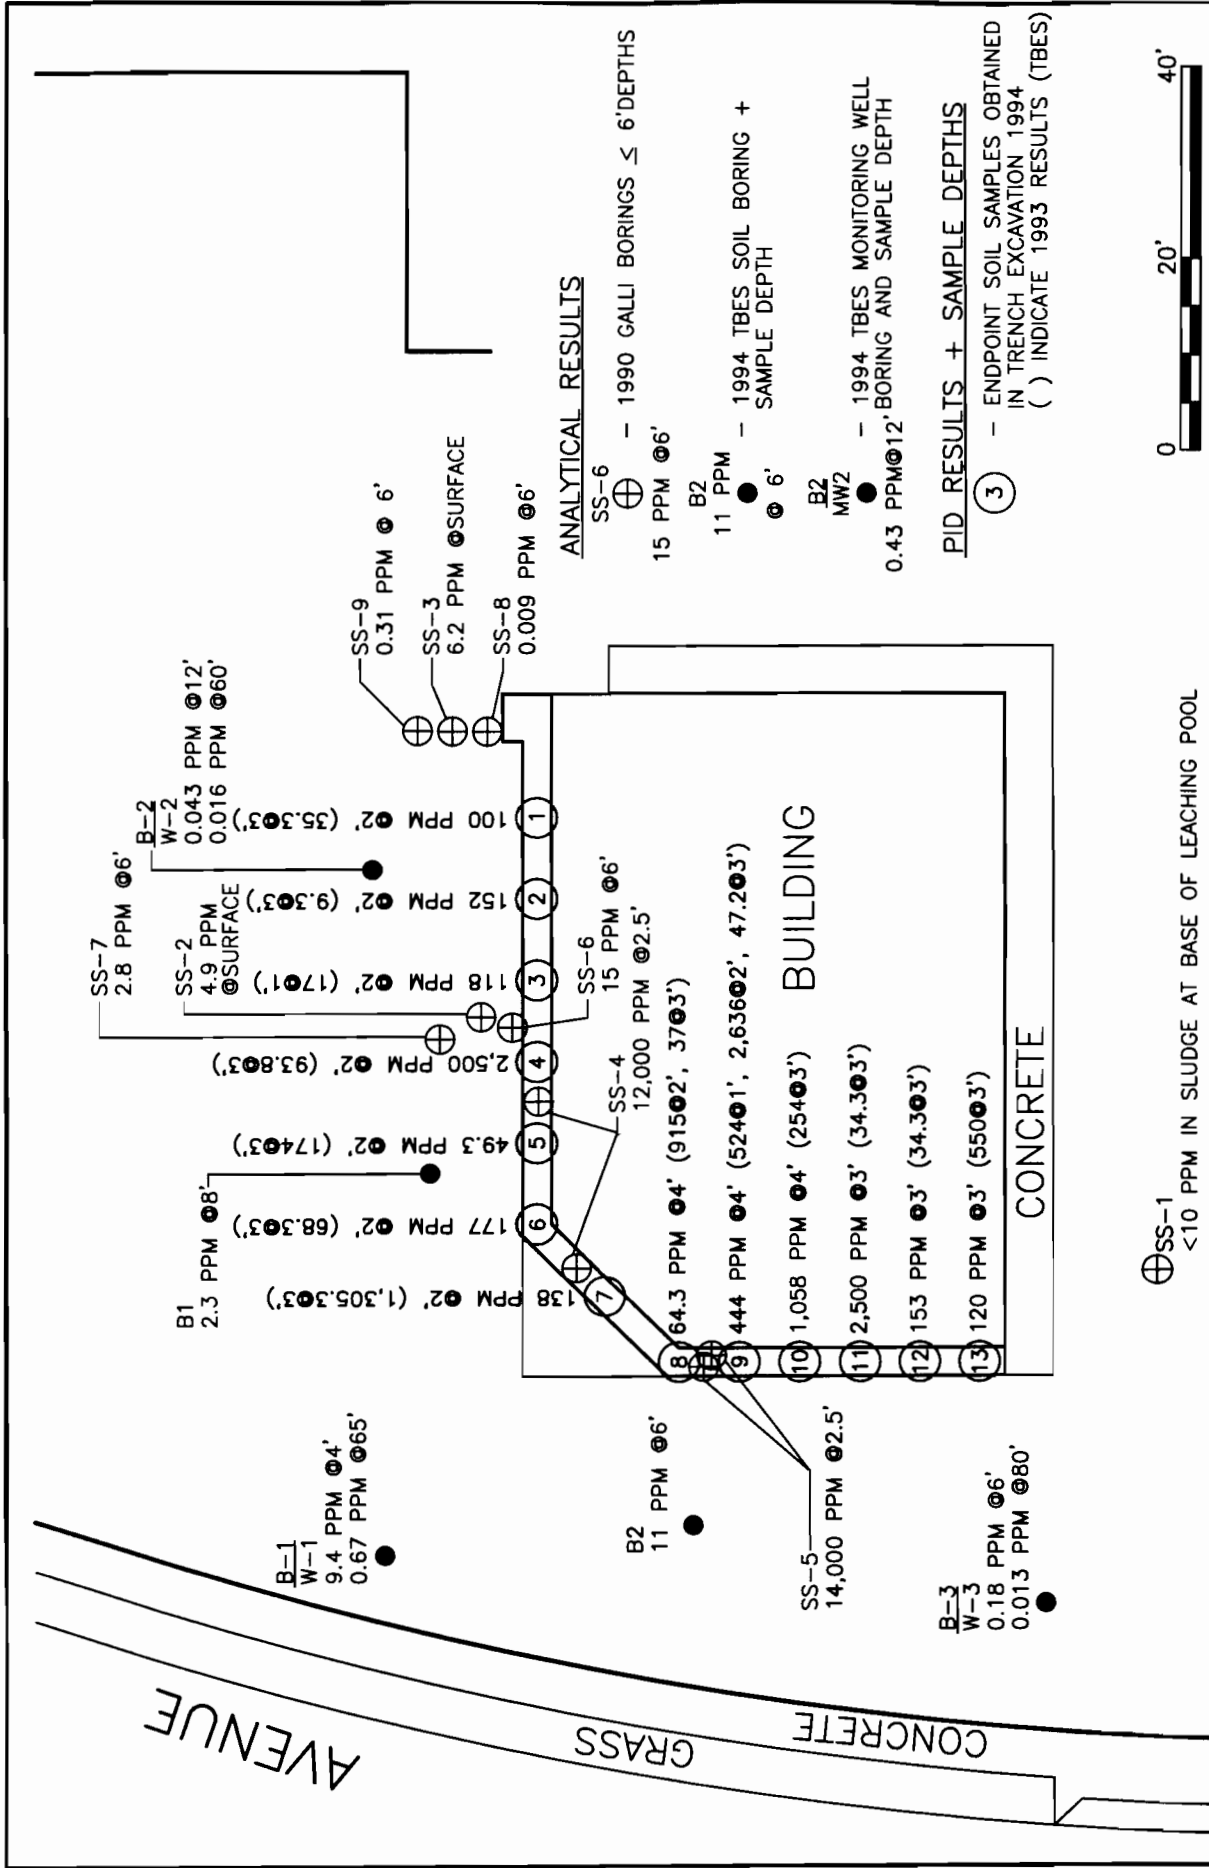 AVENUE
GRASS
CONCRETE
B-1
W-1
9.4 PPM @4'
0.67 PPM @65'
B1
2.3 PPM @8'
SS-7
2.8 PPM @6'
SS-2
4.9 PPM
@SURFACE
B-2
W-2
0.043 PPM @12'
0.016 PPM @60'
SS-9
0.31 PPM @ 6'
SS-3
6.2 PPM @SURFACE
SS-8
0.009 PPM @6'
138 PPM @2' (1,305.3@3')
177 PPM @2' (68.3@3')
49.3 PPM @2' (174@3')
2,500 PPM @2' (93.8@3')
118 PPM @2' (17@1')
152 PPM @2' (9.3@3')
100 PPM @2' (35.3@3')
7
6
5
4
3
2
1
SS-6
15 PPM @6'
SS-4
12,000 PPM @2.5'
B2
11 PPM @6'
8 64.3 PPM @4' (915@2', 37@3')
9 444 PPM @4' (524@1', 2,636@2', 47.2@3')
10 1,058 PPM @4' (254@3')
11 2,500 PPM @3' (34.3@3')
12 153 PPM @3' (34.3@3')
13 120 PPM @3' (550@3')
BUILDING
SS-5
14,000 PPM @2.5'
B-3
W-3
0.18 PPM @6'
0.013 PPM @80'
CONCRETE
SS-1
<10 PPM IN SLUDGE AT BASE OF LEACHING POOL
ANALYTICAL RESULTS
SS-6
– 1990 GALLI BORINGS ≤ 6'DEPTHS
15 PPM @6'
B2
11 PPM
– 1994 TBES SOIL BORING +
SAMPLE DEPTH
@ 6'
B2
MW2
– 1994 TBES MONITORING WELL
BORING AND SAMPLE DEPTH
0.43 PPM@12'
PID RESULTS + SAMPLE DEPTHS
3 – ENDPOINT SOIL SAMPLES OBTAINED
IN TRENCH EXCAVATION 1994
( ) INDICATE 1993 RESULTS (TBES)
0 20' 40'